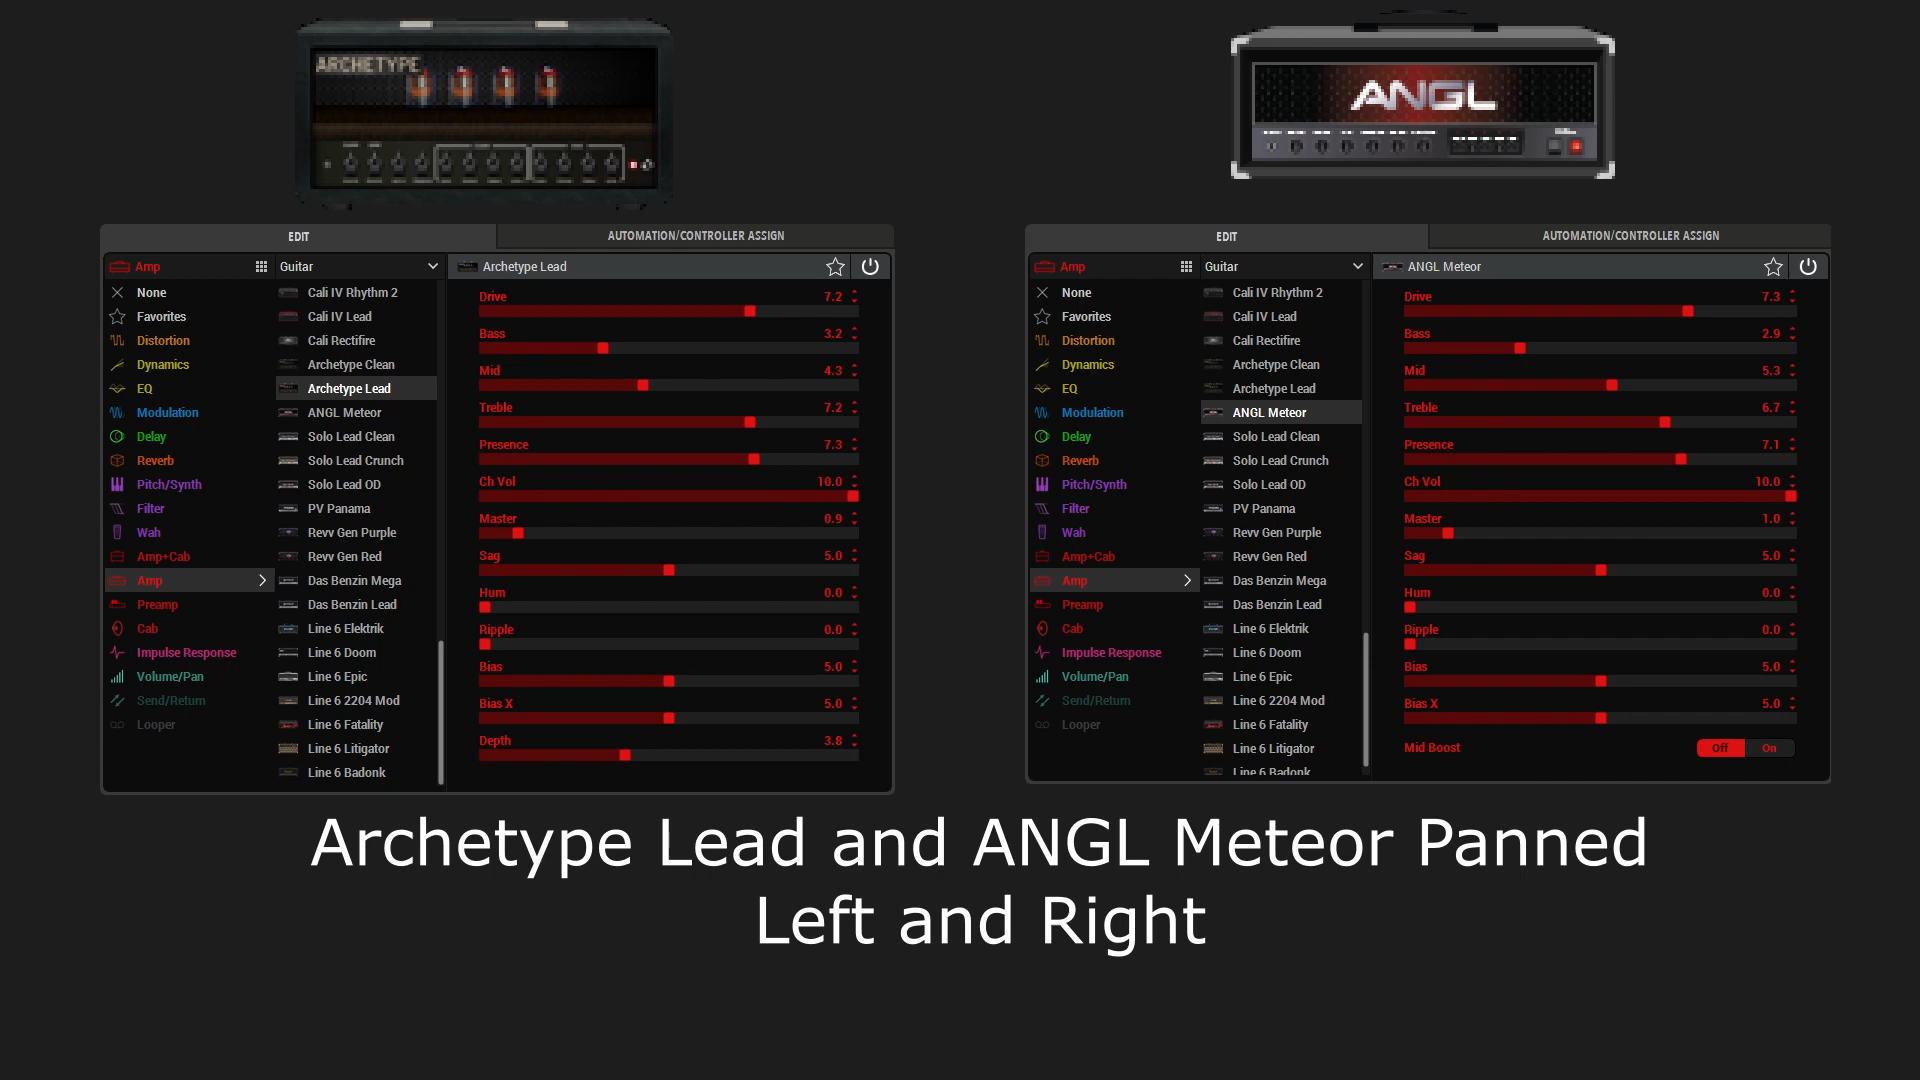 ARCHETYPE
ANGL
EDIT
AUTOMATION/CONTROLLER ASSIGN
Amp
Guitar
Archetype Lead
None
Favorites
Distortion
Dynamics
EQ
Modulation
Delay
Reverb
Pitch/Synth
Filter
Wah
Amp+Cab
Amp
Preamp
Cab
Impulse Response
Volume/Pan
Send/Return
Looper
Cali IV Rhythm 2
Cali IV Lead
Cali Rectifire
Archetype Clean
Archetype Lead
ANGL Meteor
Solo Lead Clean
Solo Lead Crunch
Solo Lead OD
PV Panama
Revv Gen Purple
Revv Gen Red
Das Benzin Mega
Das Benzin Lead
Line 6 Elektrik
Line 6 Doom
Line 6 Epic
Line 6 2204 Mod
Line 6 Fatality
Line 6 Litigator
Line 6 Badonk
Drive 7.2
Bass 3.2
Mid 4.3
Treble 7.2
Presence 7.3
Ch Vol 10.0
Master 0.9
Sag 5.0
Hum 0.0
Ripple 0.0
Bias 5.0
Bias X 5.0
Depth 3.8
EDIT
AUTOMATION/CONTROLLER ASSIGN
Amp
Guitar
ANGL Meteor
None
Favorites
Distortion
Dynamics
EQ
Modulation
Delay
Reverb
Pitch/Synth
Filter
Wah
Amp+Cab
Amp
Preamp
Cab
Impulse Response
Volume/Pan
Send/Return
Looper
Cali IV Rhythm 2
Cali IV Lead
Cali Rectifire
Archetype Clean
Archetype Lead
ANGL Meteor
Solo Lead Clean
Solo Lead Crunch
Solo Lead OD
PV Panama
Revv Gen Purple
Revv Gen Red
Das Benzin Mega
Das Benzin Lead
Line 6 Elektrik
Line 6 Doom
Line 6 Epic
Line 6 2204 Mod
Line 6 Fatality
Line 6 Litigator
Line 6 Badonk
Drive 7.3
Bass 2.9
Mid 5.3
Treble 6.7
Presence 7.1
Ch Vol 10.0
Master 1.0
Sag 5.0
Hum 0.0
Ripple 0.0
Bias 5.0
Bias X 5.0
Mid Boost Off On
Archetype Lead and ANGL Meteor Panned
Left and Right